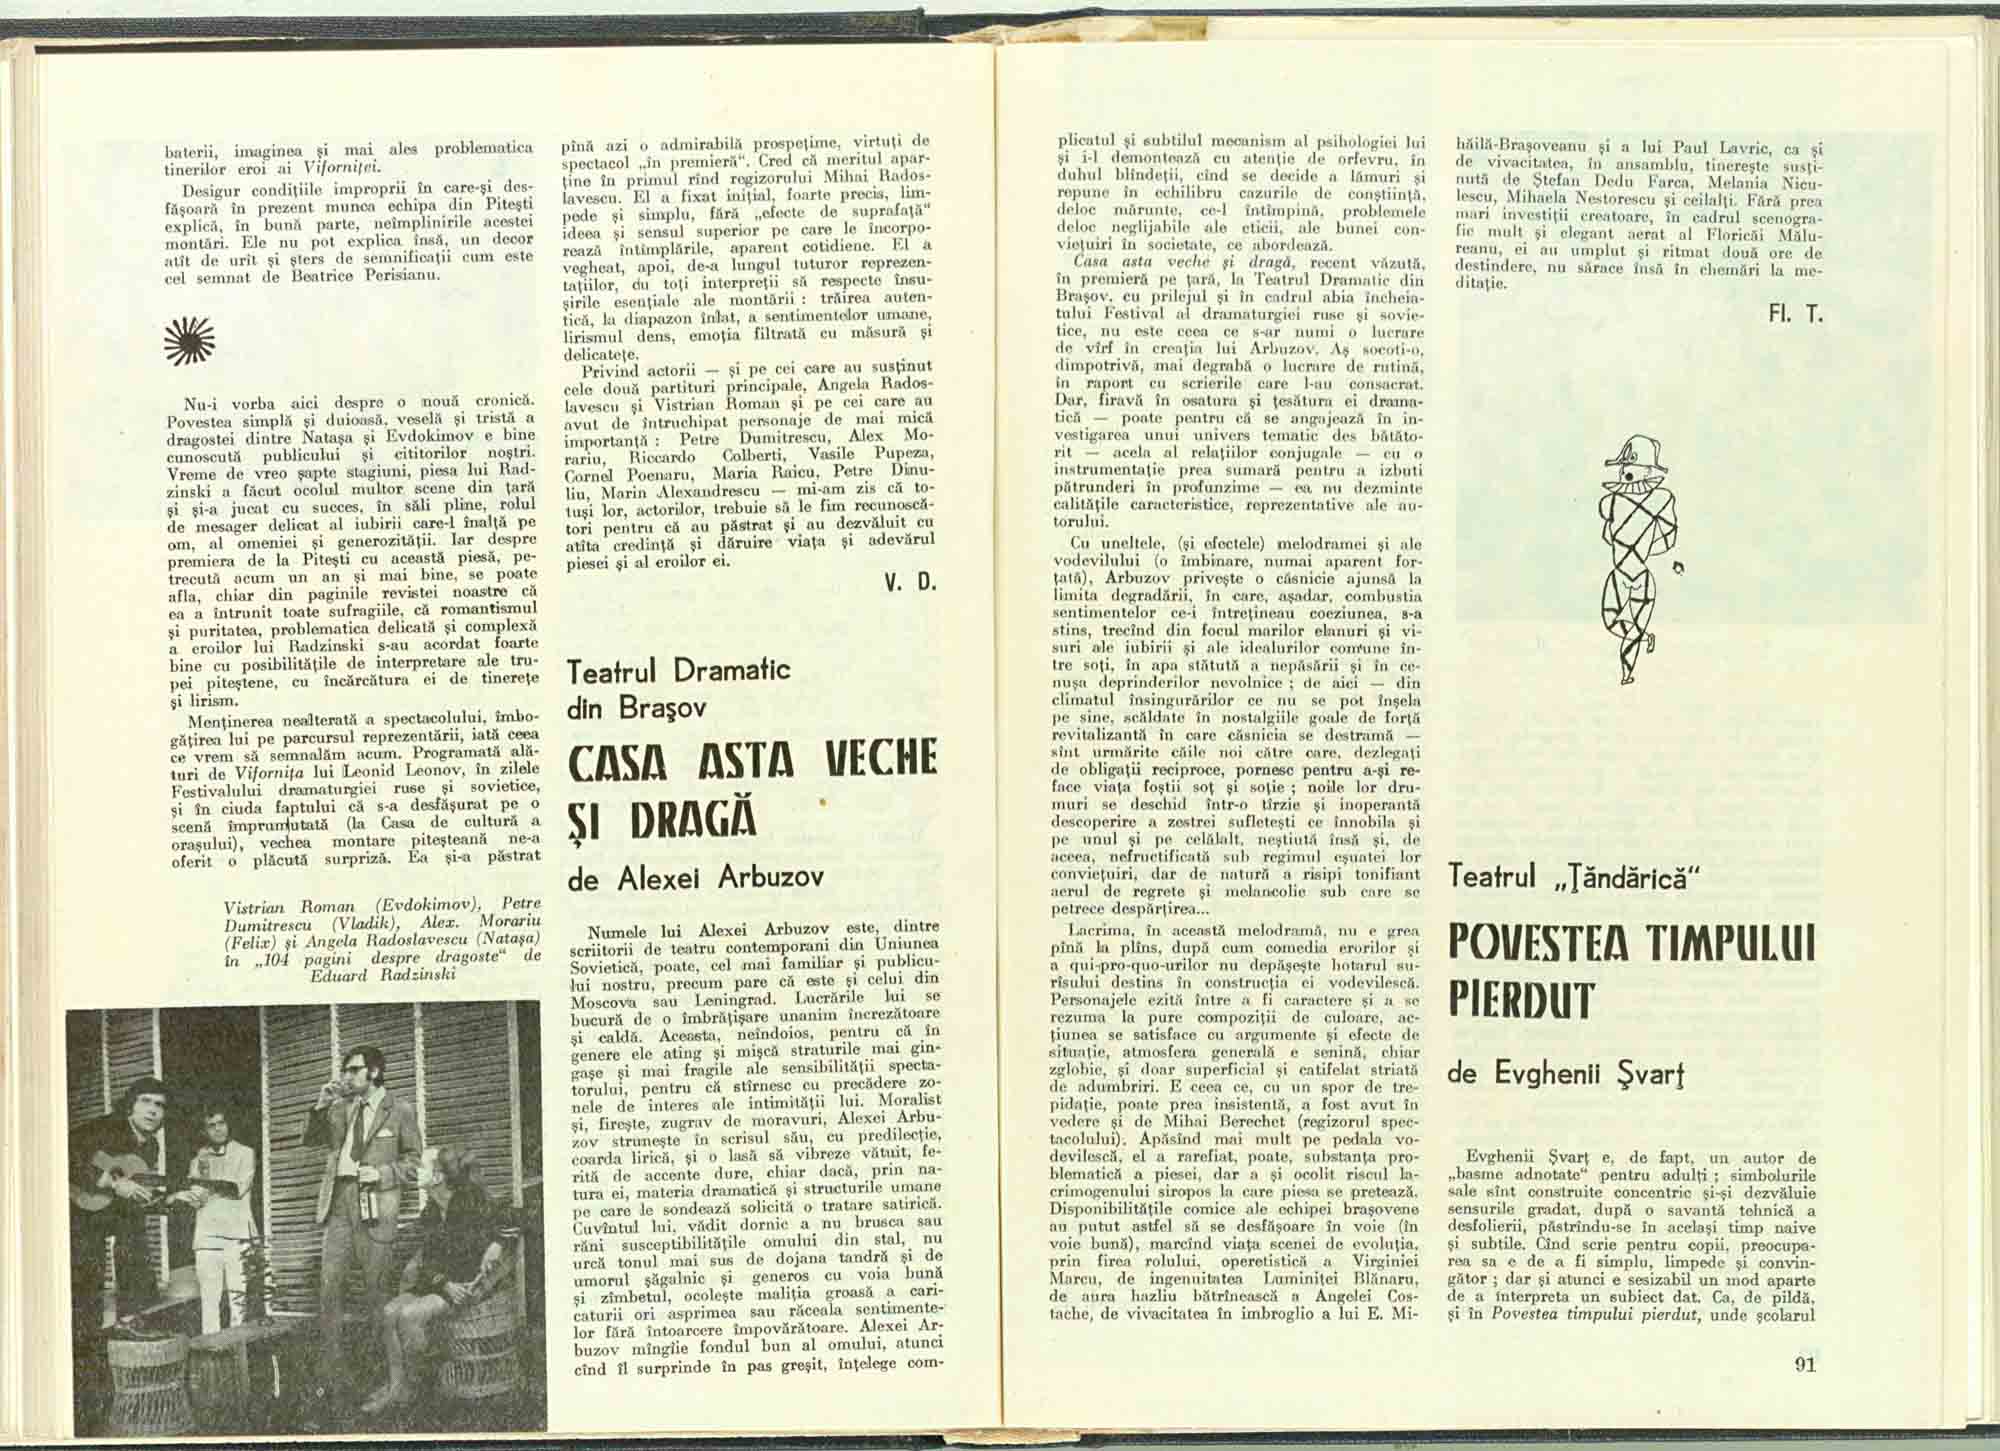 baterii, imaginea şi mai ales problematica
tinerilor eroi ai Viforniţei.
Desigur condiţiile improprii în care-şi des-
făşoară în prezent munca echipa din Piteşti
explică, în bună parte, neîmplinirile acestei
montări. Ele nu pot explica însă, un decor
atît de urît şi şters de semnificaţii cum este
cel semnat de Beatrice Perisianu.
Nu-i vorba aici despre o nouă cronică.
Povestea simplă şi duioasă, veselă şi tristă a
dragostei dintre Nataşa şi Evdokimov e bine
cunoscută publicului şi cititorilor noştri.
Vreme de vreo şapte stagiuni, piesa lui Rad-
zinski a făcut ocolul multor scene din ţară
şi şi-a jucat cu succes, în săli pline, rolul
de mesager delicat al iubirii care-l înalţă pe
om, al omeniei şi generozităţii. Iar despre
premiera de la Piteşti cu această piesă, pe-
trecută acum un an şi mai bine, se poate
afla, chiar din paginile revistei noastre că
ea a întrunit toate sufragiile, că romantismul
şi puritatea, problematica delicată şi complexă
a eroilor lui Radzinski s-au acordat foarte
bine cu posibilităţile de interpretare ale tru-
pei piteştene, cu încărcătura ei de tinereţe
şi lirism.
Menţinerea nealterată a spectacolului, îmbo-
găţirea lui pe parcursul reprezentării, iată ceea
ce vrem să semnalăm acum. Programată ală-
turi de Viforniţa lui Leonid Leonov, în zilele
Festivalului dramaturgiei ruse şi sovietice,
şi în ciuda faptului că s-a desfăşurat pe o
scenă împrumutată (la Casa de cultură a
oraşului), vechea montare piteşteană ne-a
oferit o plăcută surpriză. Ea şi-a păstrat
Vistrian Roman (Evdokimov), Petre
Dumitrescu (Vladik), Alex. Morariu
(Felix) şi Angela Radoslavescu (Nataşa)
în „104 pagini despre dragoste“ de
Eduard Radzinski
pînă azi o admirabilă prospeţime, virtuţi de
spectacol „în premieră“. Cred că meritul apar-
ţine în primul rînd regizorului Mihai Rados-
lavescu. El a fixat iniţial, foarte precis, lim-
pede şi simplu, fără „efecte de suprafaţă“
ideea şi sensul superior pe care le încorpo-
rează întîmplările, aparent cotidiene. El a
vegheat, apoi, de-a lungul tuturor reprezen-
taţiilor, cu toţi interpreţii să respecte însu-
şirile esenţiale ale montării : trăirea auten-
tică, la diapazon înalt, a sentimentelor umane,
lirismul dens, emoţia filtrată cu măsură şi
delicateţe.
Privind actorii — şi pe cei care au susţinut
cele două partituri principale, Angela Rados-
lavescu şi Vistrian Roman şi pe cei care au
avut de întruchipat personaje de mai mică
importanţă : Petre Dumitrescu, Alex Mo-
rariu, Riccardo Colberti, Vasile Pupeza,
Cornel Poenaru, Maria Raicu, Petre Dinu-
liu, Marin Alexandrescu — mi-am zis că to-
tuşi lor, actorilor, trebuie să le fim recunoscă-
tori pentru că au păstrat şi au dezvăluit cu
atîta credinţă şi dăruire viaţa şi adevărul
piesei şi al eroilor ei.
V. D.
Teatrul Dramatic
din Braşov
CASA ASTA VECHE
ŞI DRAGĂ
de Alexei Arbuzov
Numele lui Alexei Arbuzov este, dintre
scriitorii de teatru contemporani din Uniunea
Sovietică, poate, cel mai familiar şi publicu-
lui nostru, precum pare că este şi celui din
Moscova sau Leningrad. Lucrările lui se
bucură de o îmbrăţişare unanim încrezătoare
şi caldă. Aceasta, neîndoios, pentru că în
genere ele ating şi mişcă straturile mai gin-
gaşe şi mai fragile ale sensibilităţii specta-
torului, pentru că stîrnesc cu precădere zo-
nele de interes ale intimităţii lui. Moralist
şi, fireşte, zugrav de moravuri, Alexei Arbu-
zov struneşte în scrisul său, cu predilecţie,
coarda lirică, şi o lasă să vibreze vătuit, fe-
rită de accente dure, chiar dacă, prin na-
tura ei, materia dramatică şi structurile umane
pe care le sondează solicită o tratare satirică.
Cuvîntul lui, vădit dornic a nu brusca sau
răni susceptibilităţile omului din stal, nu
urcă tonul mai sus de dojana tandră şi de
umorul şăgalnic şi generos cu voia bună
şi zîmbetul, ocoleşte maliţia groasă a cari-
caturii ori asprimea sau răceala sentimente-
lor fără întoarcere împovărătoare. Alexei Ar-
buzov mîngîie fondul bun al omului, atunci
cînd îl surprinde în pas greşit, înţelege com-
plicatul şi subtilul mecanism al psihologiei lui
şi i-l demontează cu atenţie de orfevru, în
duhul blîndeţii, cînd se decide a lămuri şi
repune în echilibru cazurile de conştiinţă,
deloc mărunte, ce-l întîmpină, problemele
deloc neglijabile ale eticii, ale bunei con-
vieţuiri în societate, ce abordează.
Casa asta veche şi dragă, recent văzută,
în premieră pe ţară, la Teatrul Dramatic din
Braşov, cu prilejul şi în cadrul abia încheia-
tului Festival al dramaturgiei ruse şi sovie-
tice, nu este ceea ce s-ar numi o lucrare
de vîrf în creaţia lui Arbuzov. Aş socoti-o,
dimpotrivă, mai degrabă o lucrare de rutină,
în raport cu scrierile care l-au consacrat.
Dar, firavă în osatura şi ţesătura ei drama-
tică — poate pentru că se angajează în in-
vestigarea unui univers tematic des bătăto-
rit — acela al relaţiilor conjugale — cu o
instrumentaţie prea sumară pentru a izbuti
pătrunderi în profunzime — ea nu dezminte
calităţile caracteristice, reprezentative ale au-
torului.
Cu uneltele, (şi efectele) melodramei şi ale
vodevilului (o îmbinare, numai aparent for-
ţată), Arbuzov priveşte o căsnicie ajunsă la
limita degradării, în care, aşadar, combustia
sentimentelor ce-i întreţineau coeziunea, s-a
stins, trecînd din focul marilor elanuri şi vi-
suri ale iubirii şi ale idealurilor comune în-
tre soţi, în apa stătută a nepăsării şi în ce-
nuşa deprinderilor nevolnice ; de aici — din
climatul însingurărilor ce nu se pot înşela
pe sine, scăldate în nostalgiile goale de forţă
revitalizantă în care căsnicia se destramă —
sînt urmărite căile noi către care, dezlegaţi
de obligaţii reciproce, pornesc pentru a-şi re-
face viaţa foştii soţ şi soţie ; noile lor dru-
muri se deschid într-o tîrzie şi inoperantă
descoperire a zestrei sufleteşti ce înnobila şi
pe unul şi pe celălalt, neştiută însă şi, de
aceea, nefructificată sub regimul eşuatei lor
convieţuiri, dar de natură a risipi tonifiant
aerul de regrete şi melancolie sub care se
petrece despărţirea...
Lacrima, în această melodramă, nu e grea
pînă la plîns, după cum comedia erorilor şi
a qui-pro-quo-urilor nu depăşeşte hotarul su-
rîsului destins în construcţia ei vodevilescă.
Personajele ezită între a fi caractere şi a se
rezuma la pure compoziţii de culoare, ac-
ţiunea se satisface cu argumente şi efecte de
situaţie, atmosfera generală e senină, chiar
zglobie, şi doar superficial şi catifelat striată
de adumbriri. E ceea ce, cu un spor de tre-
pidaţie, poate prea insistentă, a fost avut în
vedere şi de Mihai Berechet (regizorul spec-
tacolului). Apăsînd mai mult pe pedala vo-
devilescă, el a rarefiat, poate, substanţa pro-
blematică a piesei, dar a şi ocolit riscul la-
crimogenului siropos la care piesa se pretează.
Disponibilităţile comice ale echipei braşovene
au putut astfel să se desfăşoare în voie (în
voie bună), marcînd viaţa scenei de evoluţia,
prin firea rolului, operetistică a Virginiei
Marcu, de ingenuitatea Luminiţei Blănaru,
de aura hazliu bătrînească a Angelei Cos-
tache, de vivacitatea în imbroglio a lui E. Mi-
hăilă-Braşoveanu şi a lui Paul Lavric, ca şi
de vivacitatea, în ansamblu, tinereşte susţi-
nută de Ştefan Dedu Farca, Melania Nicu-
lescu, Mihaela Nestorescu şi ceilalţi. Fără prea
mari investiţii creatoare, în cadrul scenogra-
fic mult şi elegant aerat al Floricăi Mălu-
reanu, ei au umplut şi ritmat două ore de
destindere, nu sărace însă în chemări la me-
ditaţie.
Fl. T.
Teatrul „Ţăndărică“
POVESTEA TIMPULUI
PIERDUT
de Evghenii Şvarţ
Evghenii Şvarţ e, de fapt, un autor de
„basme adnotate“ pentru adulţi ; simbolurile
sale sînt construite concentric şi-şi dezvăluie
sensurile gradat, după o savantă tehnică a
desfolierii, păstrîndu-se în acelaşi timp naive
şi subtile. Cînd scrie pentru copii, preocupa-
rea sa e de a fi simplu, limpede şi convin-
gător ; dar şi atunci e sesizabil un mod aparte
de a interpreta un subiect dat. Ca, de pildă,
şi în Povestea timpului pierdut, unde şcolarul
91